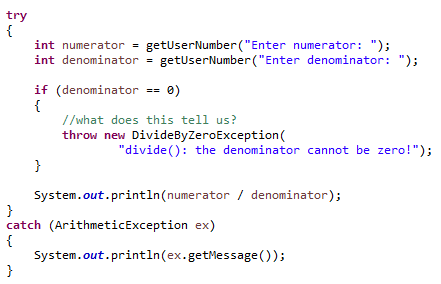 try
{
    int numerator = getUserNumber("Enter numerator: ");
    int denominator = getUserNumber("Enter denominator: ");

    if (denominator == 0)
    {
        //what does this tell us?
        throw new DivideByZeroException(
                "divide(): the denominator cannot be zero!");
    }

    System.out.println(numerator / denominator);
}
catch (ArithmeticException ex)
{
    System.out.println(ex.getMessage());
}